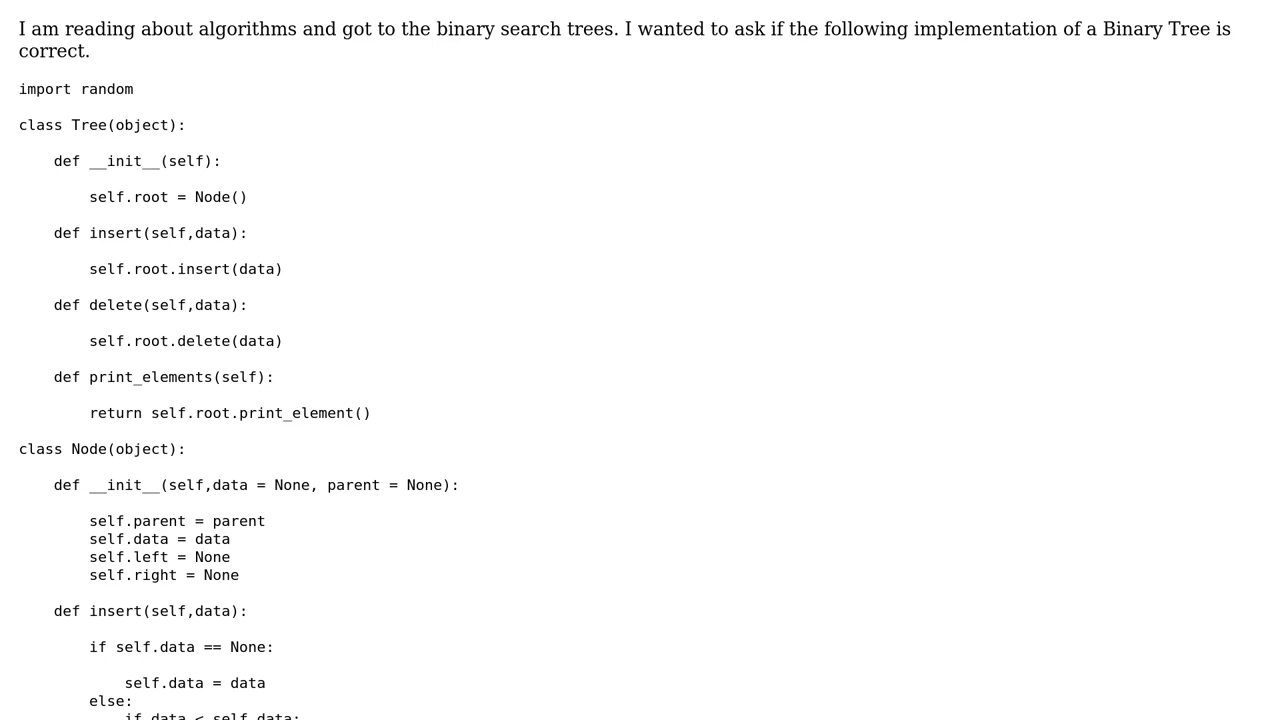 I am reading about algorithms and got to the binary search trees. I wanted to ask if the following implementation of a Binary Tree is
correct.
import random
class Tree(object):
    def __init__(self):
        self.root = Node()
    def insert(self,data):
        self.root.insert(data)
    def delete(self,data):
        self.root.delete(data)
    def print_elements(self):
        return self.root.print_element()
class Node(object):
    def __init__(self,data = None, parent = None):
        self.parent = parent
        self.data = data
        self.left = None
        self.right = None
    def insert(self,data):
        if self.data == None:
            self.data = data
        else:
            if data < self.data: